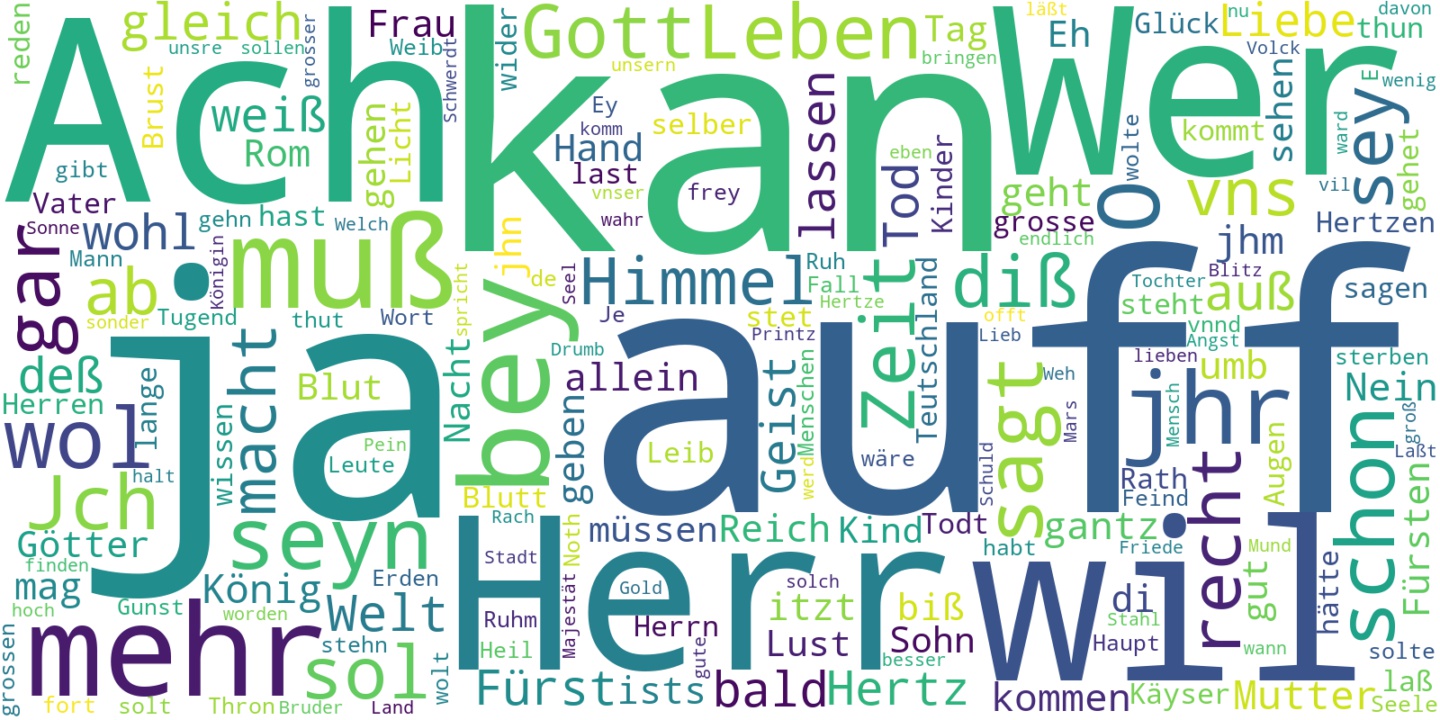 Ach
kan
Wer
ja
auff
Herr
wil
mehr
muß
bey
seyn
gar
wol
Jch
sol
Gott
Leben
gleich
Frau
Weib
wider
Tag
bringen
läßt
Eh
Glück
nu
Liebe
davon
thun
Volck
wenig
E
reden
unsre
sollen
grosser
unsern
Schwerdt
Brust
weiß
Rom
gehen
Licht
gibt
Ey
komm
Hand
last
vnser
wahr
selber
frey
lassen
Tod
eben
Kinder
geht
grosse
endlich
O
wolte
kommt
vns
sehen
ward
vil
sey
gehet
Hertzen
Vater
Sonne
wohl
Mann
gehn
hast
Welch
Königin
ab
sonder
Tugend
thut
Wort
spricht
jhn
de
Seel
Je
Himmel
Ruh
Fall
Hertze
stet
Printz
Drumb
Zeit
Teutschland
diß
Lieb
offt
jhm
Blitz
Tochter
steht
auß
vnnd
Angst
sagen
deß
Herren
lange
macht
Blut
Nacht
allein
Geist
Menschen
sagt
Weh
Mars
lieben
umb
jhr
Mensch
sterben
Nein
groß
Laßt
halt
wissen
Pein
Leute
geben
Leib
werd
wäre
Schuld
Rath
Feind
recht
Augen
schon
Fürsten
Blutt
Rach
Noth
müssen
Reich
Kind
Todt
habt
gantz
Friede
Mund
gut
hätte
Götter
finden
mag
hoch
Gunst
König
worden
Erden
Welt
stehn
wolt
Stadt
Ruhm
Heil
Majestät
Gold
Herrn
gute
solch
itzt
Lust
biß
Sohn
besser
di
Stahl
Haupt
wann
solte
grossen
fort
solt
Thron
Bruder
Land
Fürst
ists
bald
Hertz
kommen
Käyser
Mutter
laß
Seele